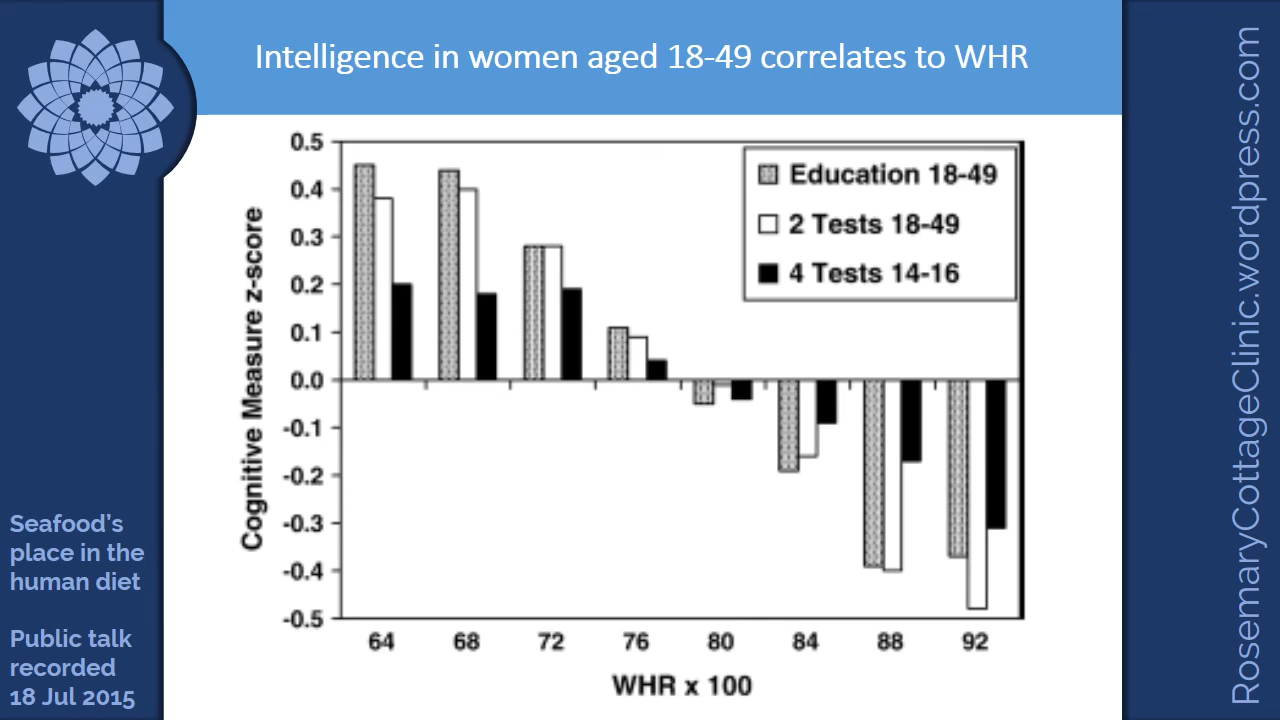 Intelligence in women aged 18-49 correlates to WHR
0.5
0.4
0.3
0.2
0.1
0.0
-0.1
-0.2
-0.3
-0.4
-0.5
Cognitive Measure z-score
Education 18-49
2 Tests 18-49
4 Tests 14-16
64 68 72 76 80 84 88 92
WHR x 100
Seafood's
place in the
human diet
Public talk
recorded
18 Jul 2015
RosemaryCottageClinic.wordpress.com